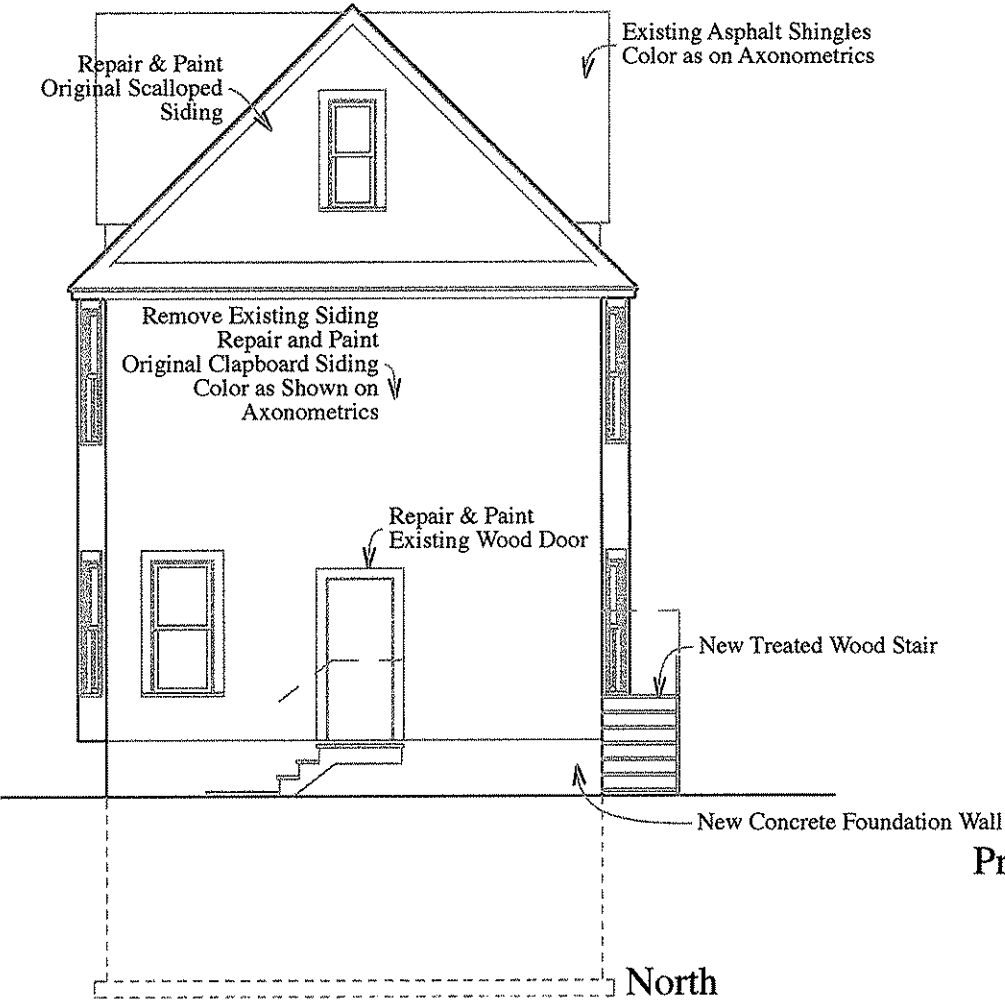 Existing Asphalt Shingles
Color as on Axonometrics
Repair & Paint
Original Scalloped
Siding
Remove Existing Siding
Repair and Paint
Original Clapboard Siding
Color as Shown on
Axonometrics
Repair & Paint
Existing Wood Door
New Treated Wood Stair
New Concrete Foundation Wall
North